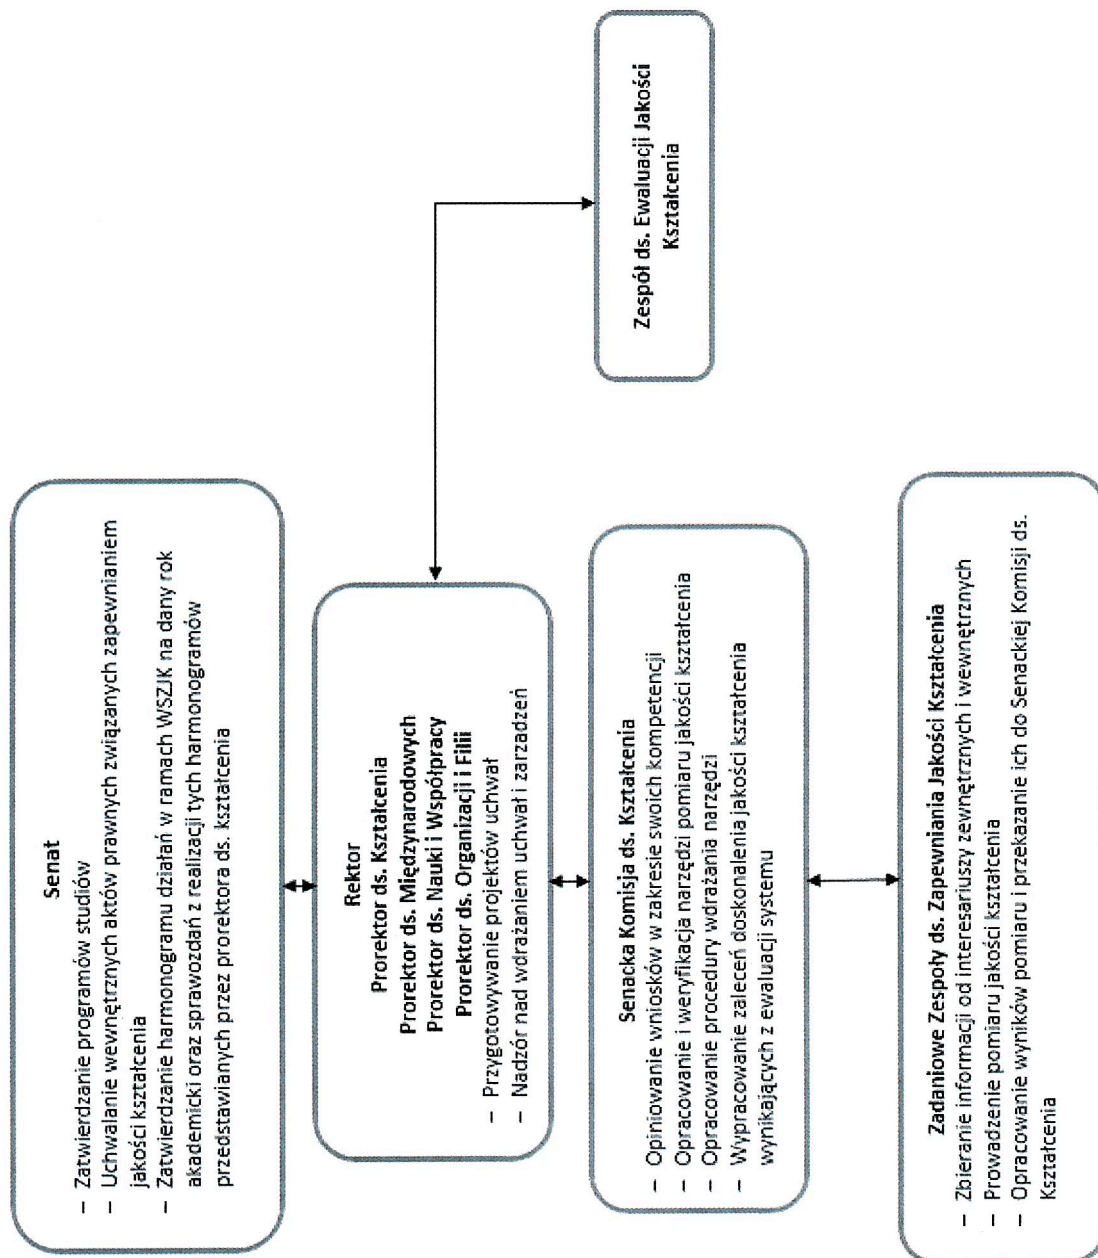 Senat
– Zatwierdzanie programów studiów
– Uchwalanie wewnętrznych aktów prawnych związanych zapewnianiem
jakości kształcenia
– Zatwierdzanie harmonogramu działań w ramach WSZJK na dany rok
akademicki oraz sprawozdań z realizacji tych harmonogramów
przedstawianych przez prorektora ds. kształcenia
Rektor
Prorektor ds. Kształcenia
Prorektor ds. Międzynarodowych
Prorektor ds. Nauki i Współpracy
Prorektor ds. Organizacji i Filii
– Przygotowywanie projektów uchwał
– Nadzór nad wdrażaniem uchwał i zarzadzeń
Zespół ds. Ewaluacji Jakości
Kształcenia
Senacka Komisja ds. Kształcenia
– Opiniowanie wniosków w zakresie swoich kompetencji
– Opracowanie i weryfikacja narzędzi pomiaru jakości kształcenia
– Opracowanie procedury wdrażania narzędzi
– Wypracowanie zaleceń doskonalenia jakości kształcenia
wynikających z ewaluacji systemu
Zadaniowe Zespoły ds. Zapewniania Jakości Kształcenia
– Zbieranie informacji od interesariuszy zewnętrznych i wewnętrznych
– Prowadzenie pomiaru jakości kształcenia
– Opracowanie wyników pomiaru i przekazanie ich do Senackiej Komisji ds.
Kształcenia